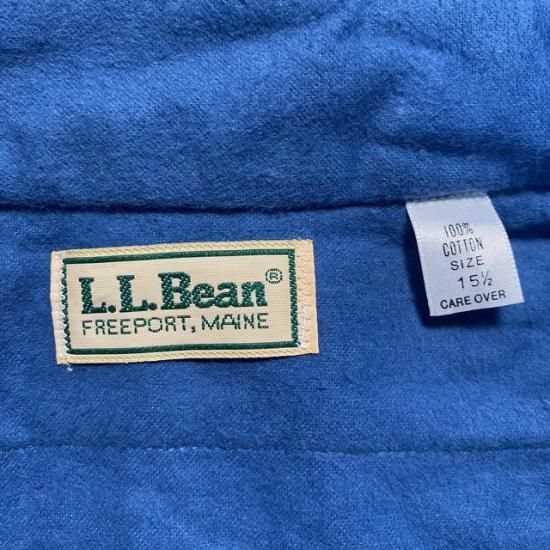 L.L.Bean®
FREEPORT, MAINE
100%
COTTON
SIZE
15½
CARE OVER